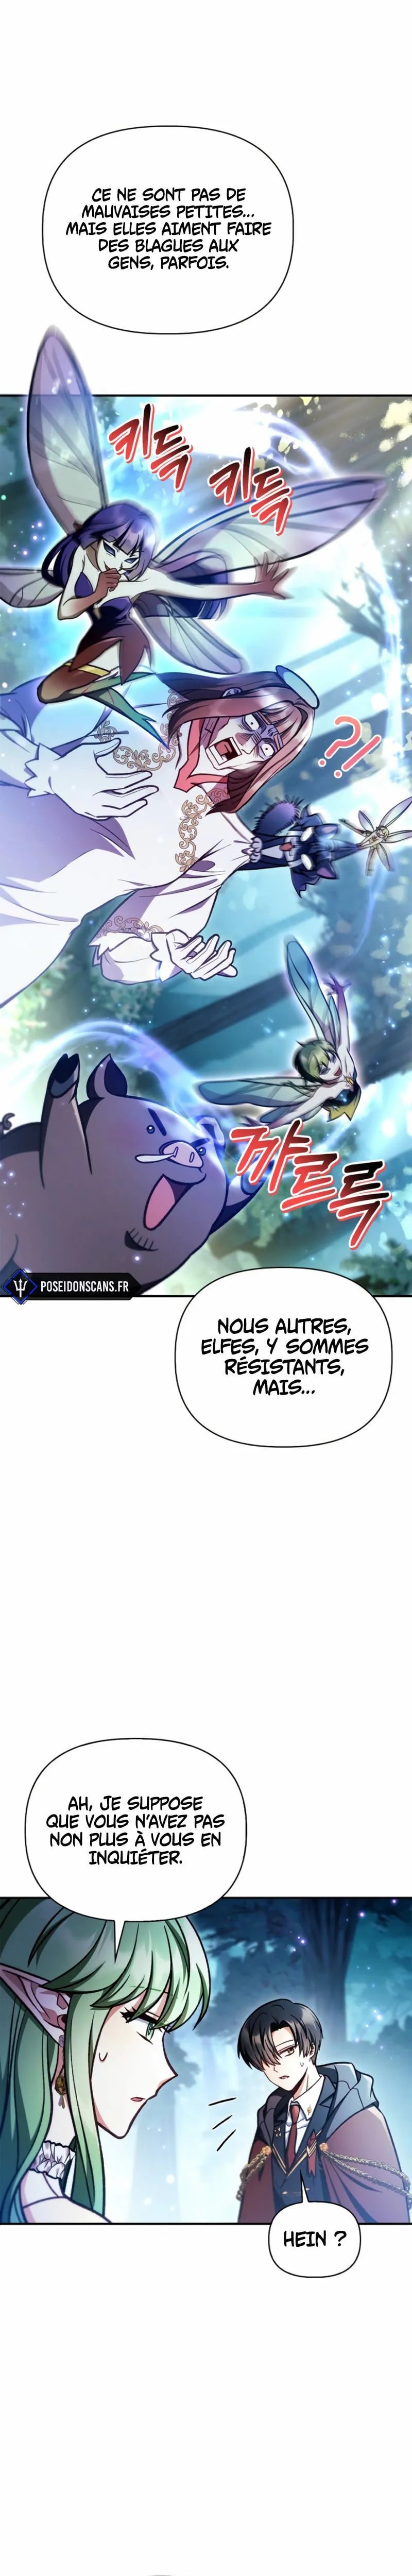 CE NE SONT PAS DE
MAUVAISES PETITES...
MAIS ELLES AIMENT FAIRE
DES BLAGUES AUX
GENS, PARFOIS.
키득
키득
?!
꺄르륵
POSEIDONSCANS.FR
NOUS AUTRES,
ELFES, Y SOMMES
RÉSISTANTS,
MAIS...
AH, JE SUPPOSE
QUE VOUS N'AVEZ PAS
NON PLUS À VOUS EN
INQUIÉTER.
HEIN ?